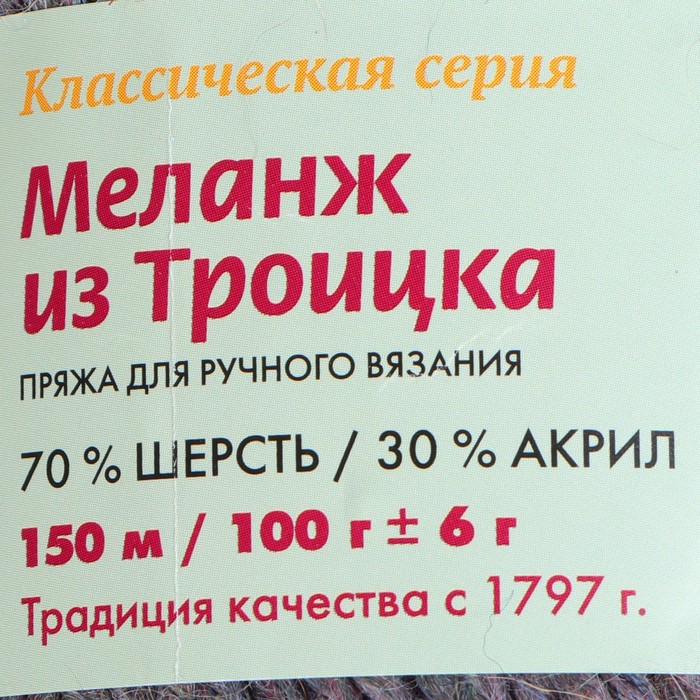 Классическая серия
Меланж
из Троицка
ПРЯЖА ДЛЯ РУЧНОГО ВЯЗАНИЯ
70 % ШЕРСТЬ / 30 % АКРИЛ
150 м / 100 г ± 6 г
Традиция качества с 1797 г.